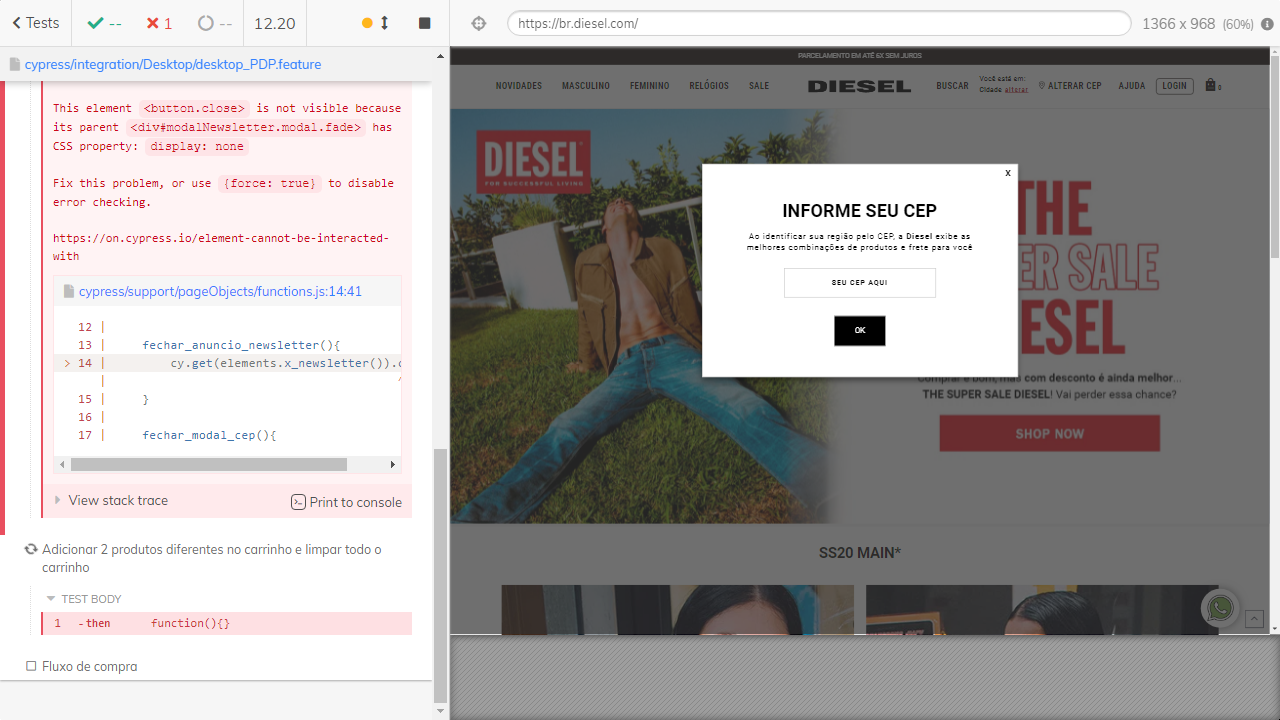 Tests
--
1
--
12.20
https://br.diesel.com/
1366 x 968 (60%)
cypress/integration/Desktop/desktop_PDP.feature
This element <button.close> is not visible because
its parent <div#modalNewsletter.modal.fade> has
CSS property: display: none
Fix this problem, or use {force: true} to disable
error checking.
https://on.cypress.io/element-cannot-be-interacted-
with
cypress/support/pageObjects/functions.js:14:41
12 |
13 | fechar_anuncio_newsletter(){
> 14 | cy.get(elements.x_newsletter()).c
| ^
15 | }
16 |
17 | fechar_modal_cep(){
View stack trace
Print to console
Adicionar 2 produtos diferentes no carrinho e limpar todo o
carrinho
TEST BODY
1 -then function(){}
Fluxo de compra
PARCELAMENTO EM ATÉ 6X SEM JUROS
NOVIDADES MASCULINO FEMININO RELÓGIOS SALE DIESEL BUSCAR Você está em: Cidade alterar ALTERAR CEP AJUDA LOGIN 0
DIESEL
FOR SUCCESSFUL LIVING
THE
ER SALE
IESEL
X
INFORME SEU CEP
Ao identificar sua região pelo CEP, a Diesel exibe as
melhores combinações de produtos e frete para você
SEU CEP AQUI
OK
Comprar é bom, mas com desconto é ainda melhor...
THE SUPER SALE DIESEL! Vai perder essa chance?
SHOP NOW
SS20 MAIN*